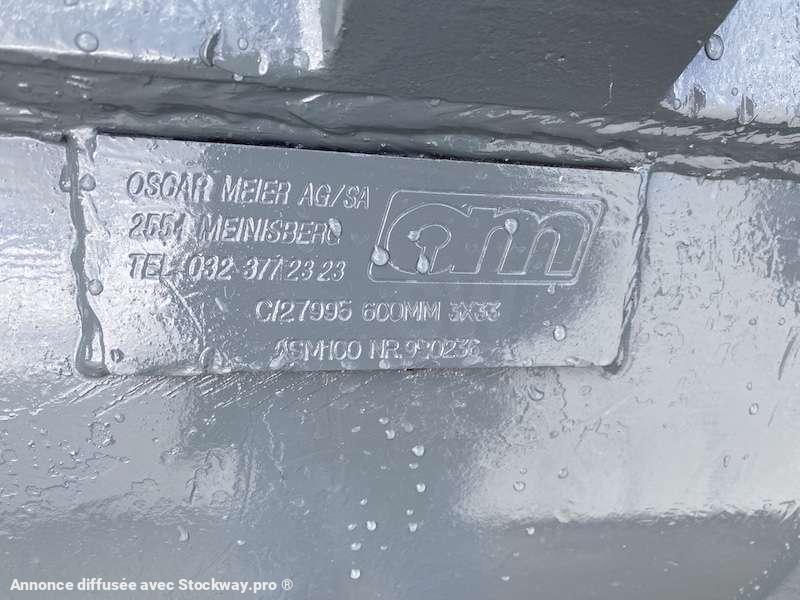 OSCAR MEIER AG/SA
2554 MEINISBERG
TEL. 032-377 23 23
om
C/27995 600MM 3X33
NR.990236
Annonce diffusée avec Stockway.pro ®